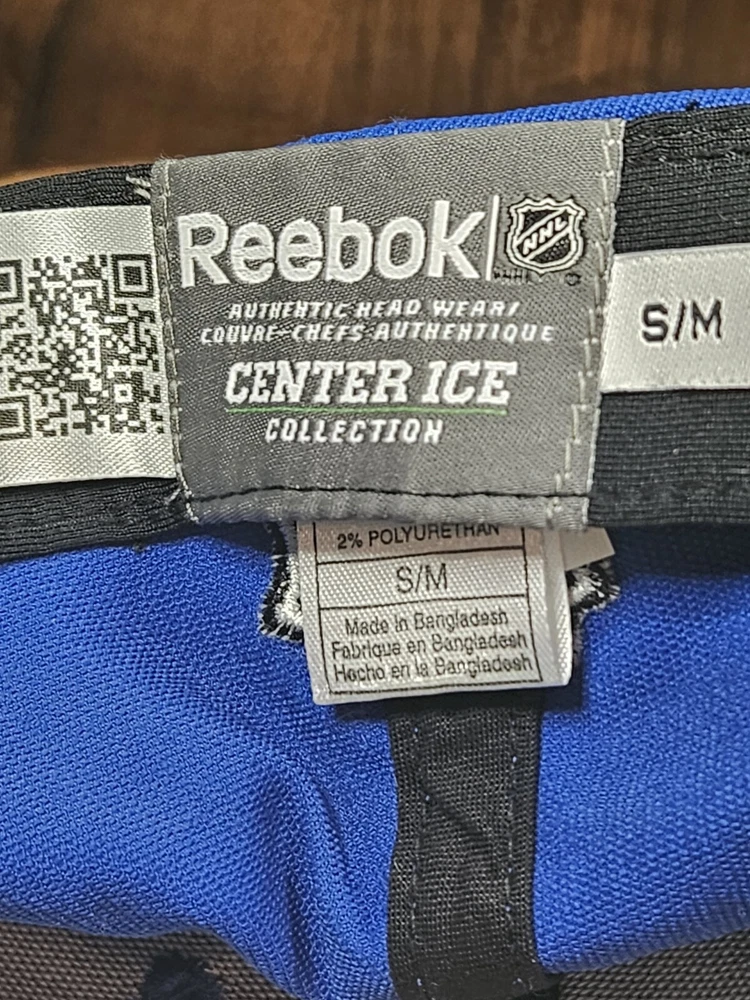 Reebok NHL
AUTHENTIC HEAD WEAR/
COUVRE-CHEFS AUTHENTIQUE
CENTER ICE
COLLECTION
S/M
2% POLYURETHAN
S/M
Made in Bangladesh
Fabriqué en Bangladesh
Hecho en la Bangladesh